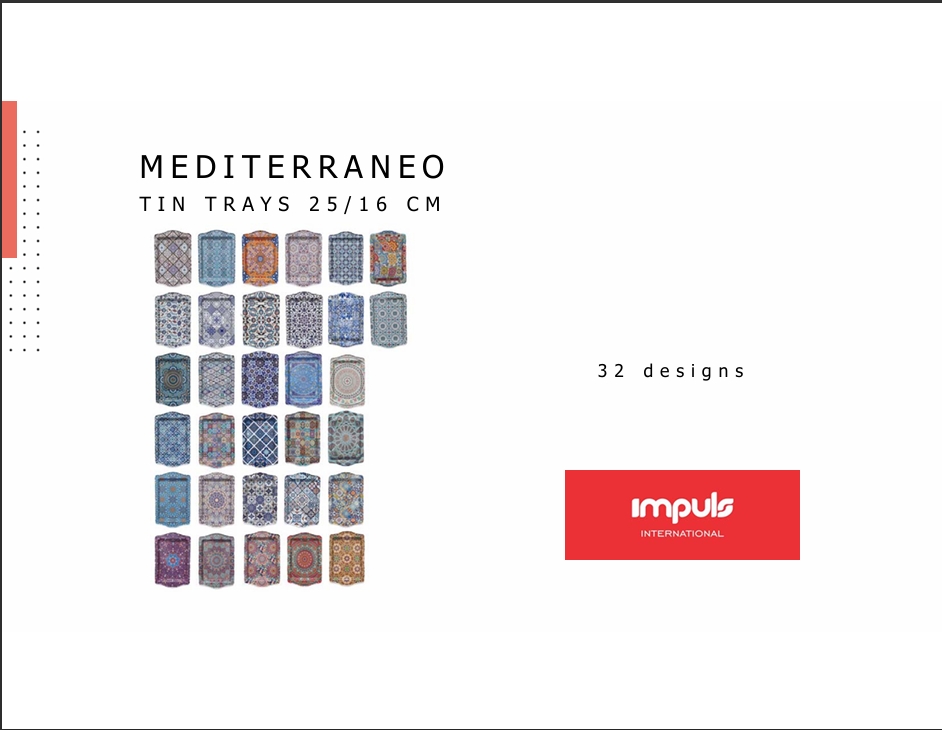 MEDITERRANEO
TIN TRAYS 25/16 CM
32 designs
impuls
INTERNATIONAL